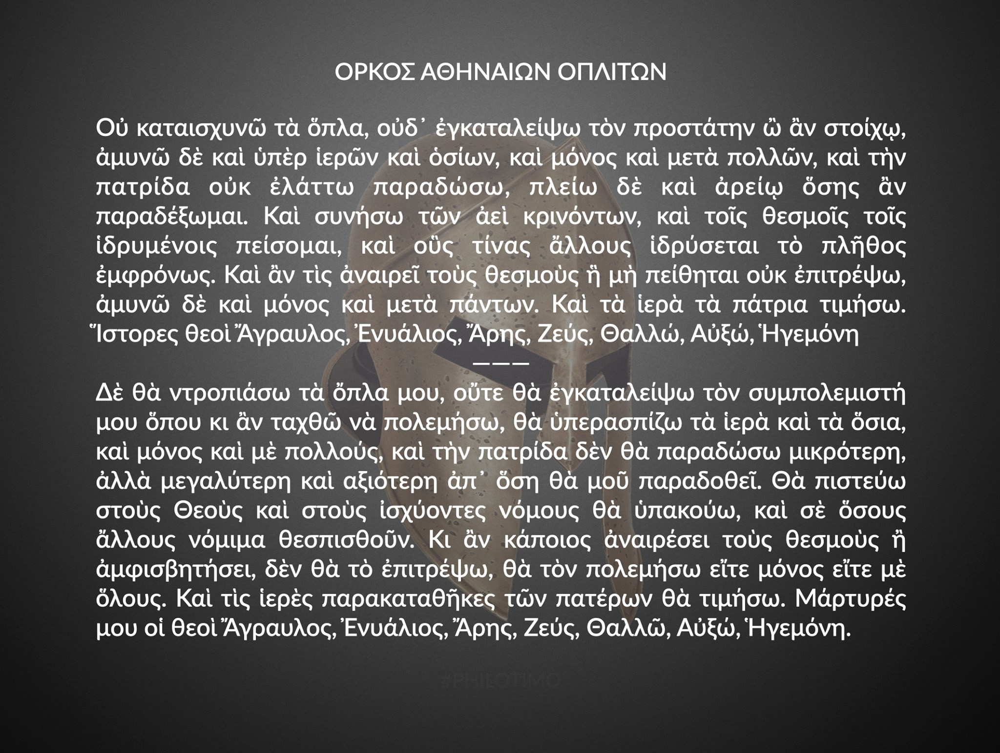 ΟΡΚΟΣ ΑΘΗΝΑΙΩΝ ΟΠΛΙΤΩΝ
Οὐ καταισχυνῶ τὰ ὅπλα, οὐδ᾿ ἐγκαταλείψω τὸν προστάτην ὢ ἂν στοίχῳ,
ἀμυνῶ δὲ καὶ ὑπὲρ ἱερῶν καὶ ὁσίων, καὶ μόνος καὶ μετὰ πολλῶν, καὶ τὴν
πατρίδα οὐκ ἐλάττω παραδώσω, πλείω δὲ καὶ ἀρείῳ ὅσης ἂν
παραδέξωμαι. Καὶ συνήσω τῶν ἀεὶ κρινόντων, καὶ τοῖς θεσμοῖς τοῖς
ἱδρυμένοις πείσομαι, καὶ οὓς τίνας ἄλλους ἱδρύσεται τὸ πλῆθος
ἐμφρόνως. Καὶ ἂν τὶς ἀναιρεῖ τοὺς θεσμοὺς ἢ μὴ πείθηται οὐκ ἐπιτρέψω,
ἀμυνῶ δὲ καὶ μόνος καὶ μετὰ πάντων. Καὶ τὰ ἱερὰ τὰ πάτρια τιμήσω.
Ἵστορες θεοὶ Ἄγραυλος, Ἐνυάλιος, Ἄρης, Ζεύς, Θαλλώ, Αὐξώ, Ἡγεμόνη
———
Δὲ θὰ ντροπιάσω τὰ ὄπλα μου, οὔτε θὰ ἐγκαταλείψω τὸν συμπολεμιστή
μου ὅπου κι ἂν ταχθῶ νὰ πολεμήσω, θὰ ὑπερασπίζω τὰ ἱερὰ καὶ τὰ ὅσια,
καὶ μόνος καὶ μὲ πολλούς, καὶ τὴν πατρίδα δὲν θὰ παραδώσω μικρότερη,
ἀλλὰ μεγαλύτερη καὶ αξιότερη ἀπ᾿ ὅση θὰ μοῦ παραδοθεῖ. Θὰ πιστεύω
στοὺς Θεοὺς καὶ στοὺς ἰσχύοντες νόμους θὰ ὑπακούω, καὶ σὲ ὅσους
ἄλλους νόμιμα θεσπισθοῦν. Κι ἂν κάποιος ἀναιρέσει τοὺς θεσμοὺς ἢ
ἀμφισβητήσει, δὲν θὰ τὸ ἐπιτρέψω, θὰ τὸν πολεμήσω εἴτε μόνος εἴτε μὲ
ὅλους. Καὶ τὶς ἱερὲς παρακαταθῆκες τῶν πατέρων θὰ τιμήσω. Μάρτυρές
μου οἱ θεοὶ Ἄγραυλος, Ἐνυάλιος, Ἄρης, Ζεύς, Θαλλῶ, Αὐξώ, Ἡγεμόνη.
#PHILOTIMO